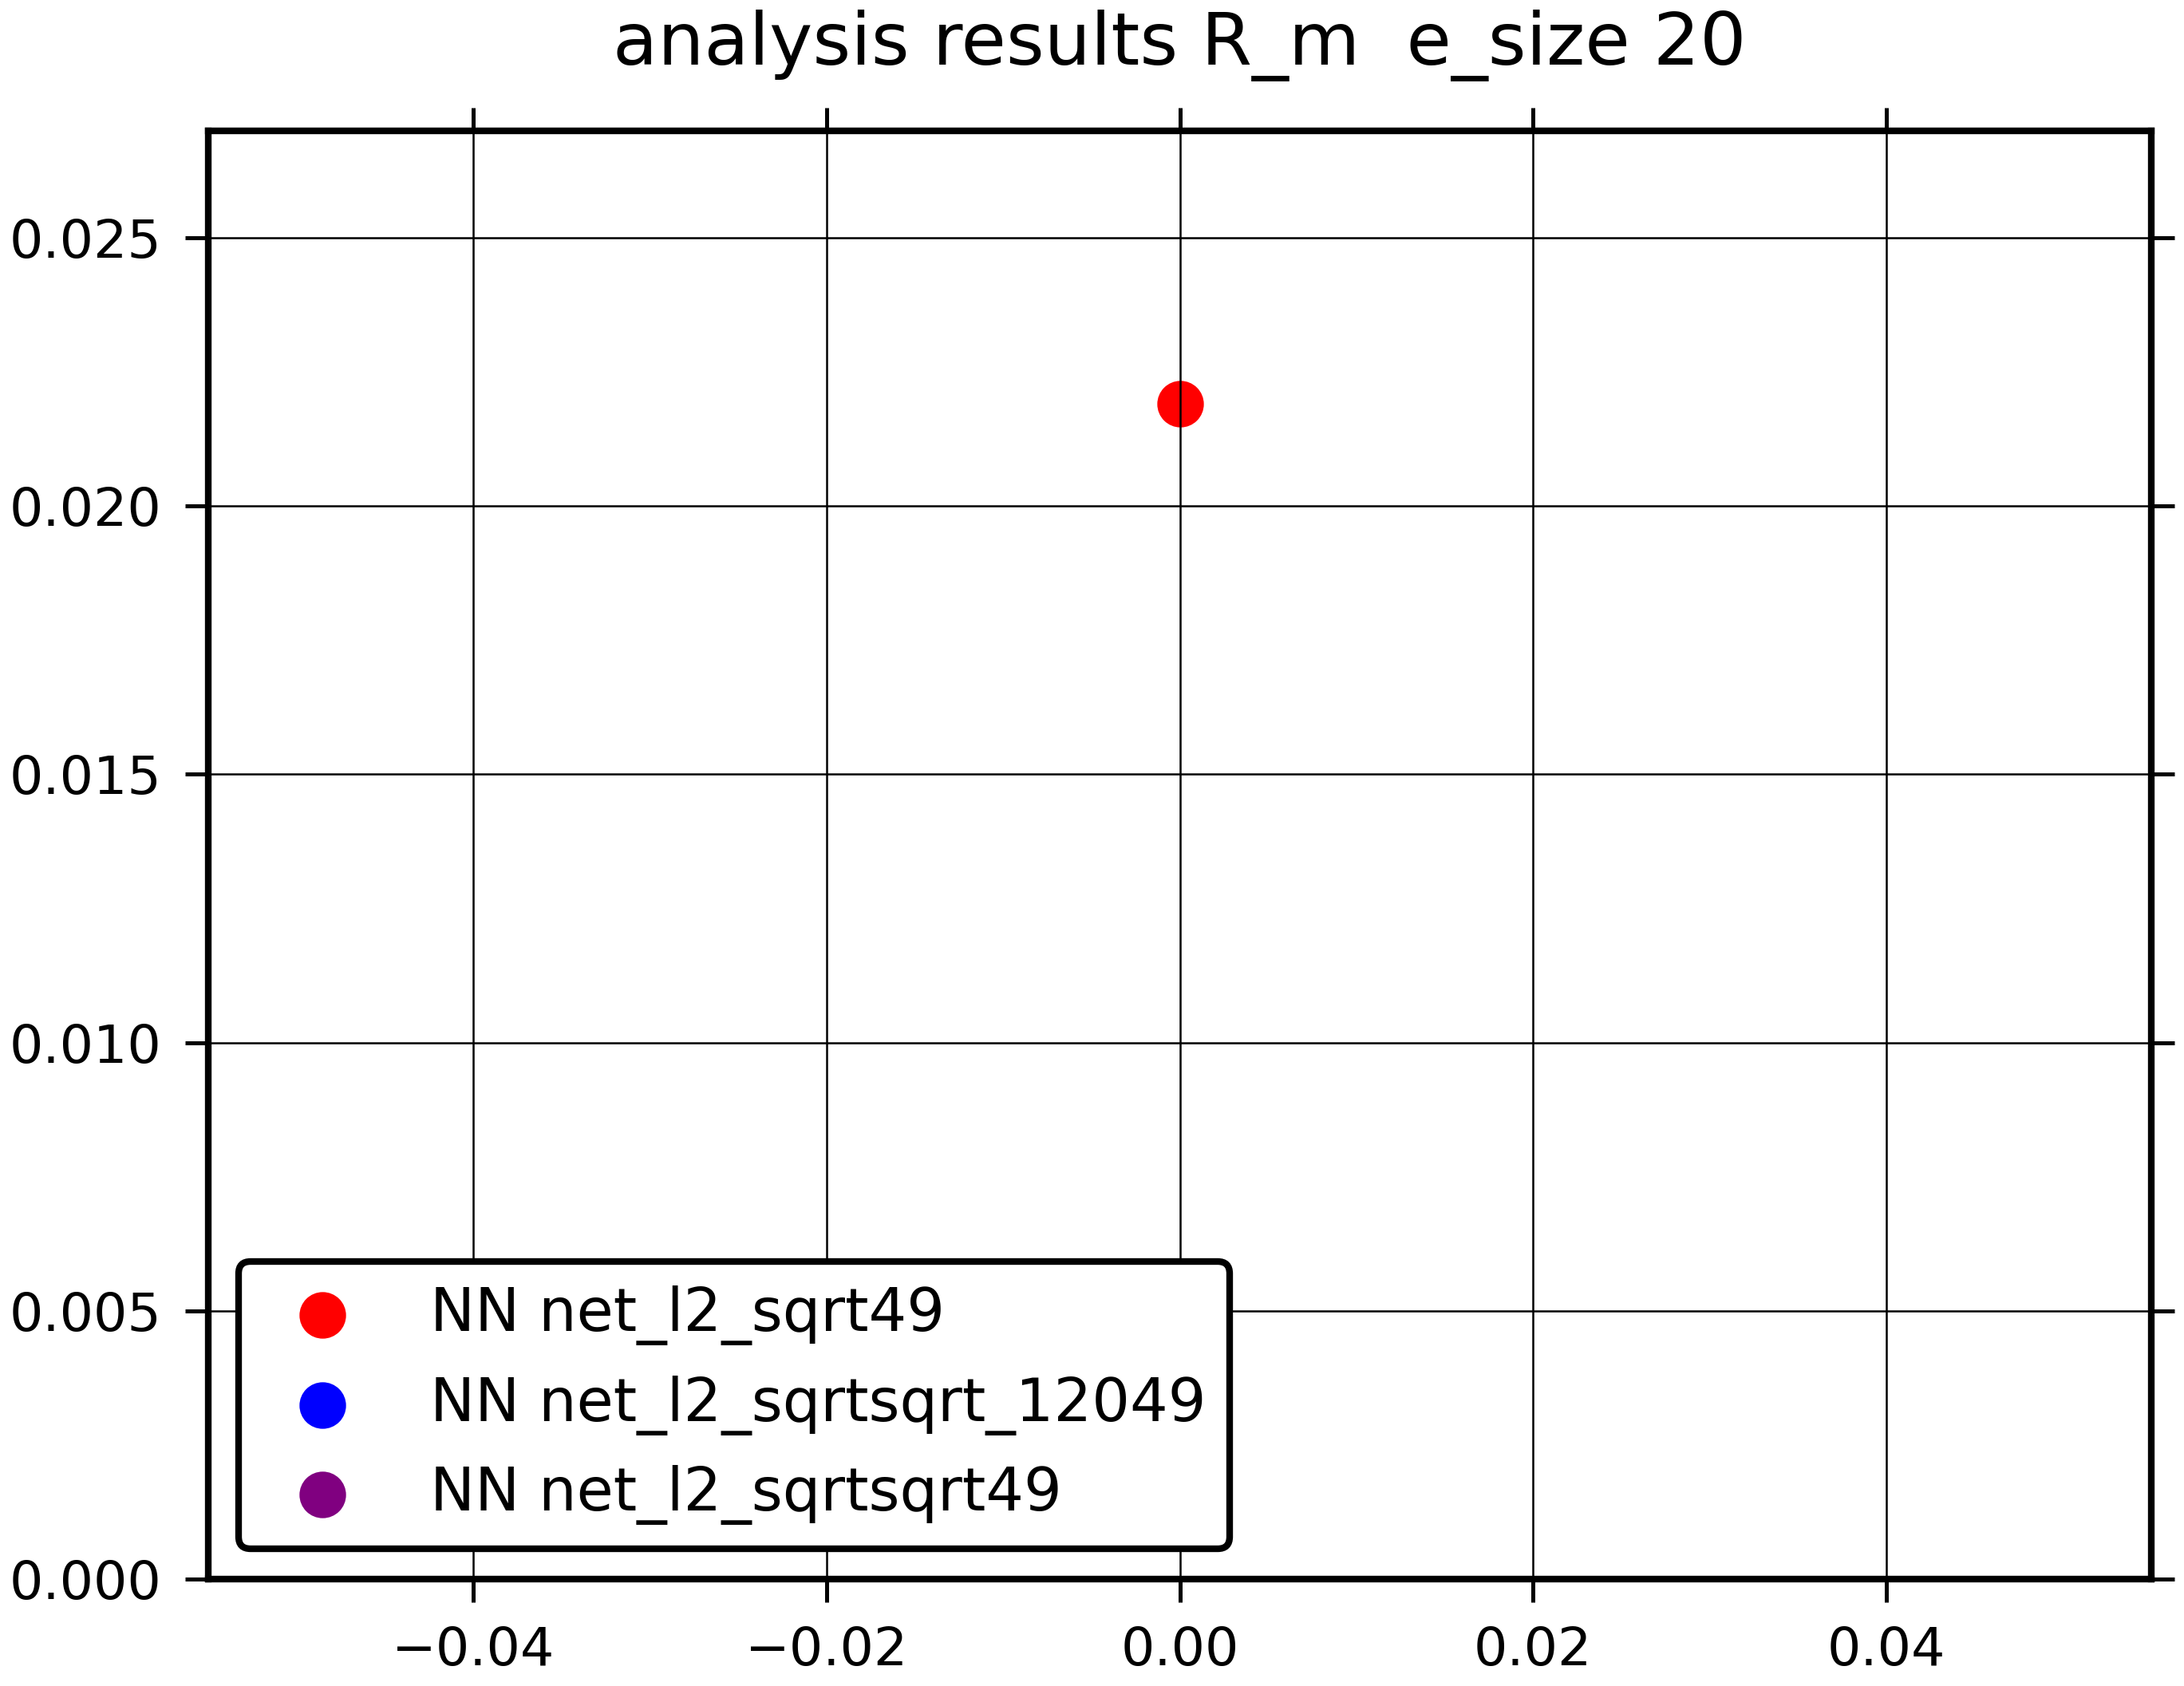 analysis results R_m  e_size 20
0.025
0.020
0.015
0.010
0.005
0.000
NN net_l2_sqrt49
NN net_l2_sqrtsqrt_12049
NN net_l2_sqrtsqrt49
−0.04 −0.02 0.00 0.02 0.04